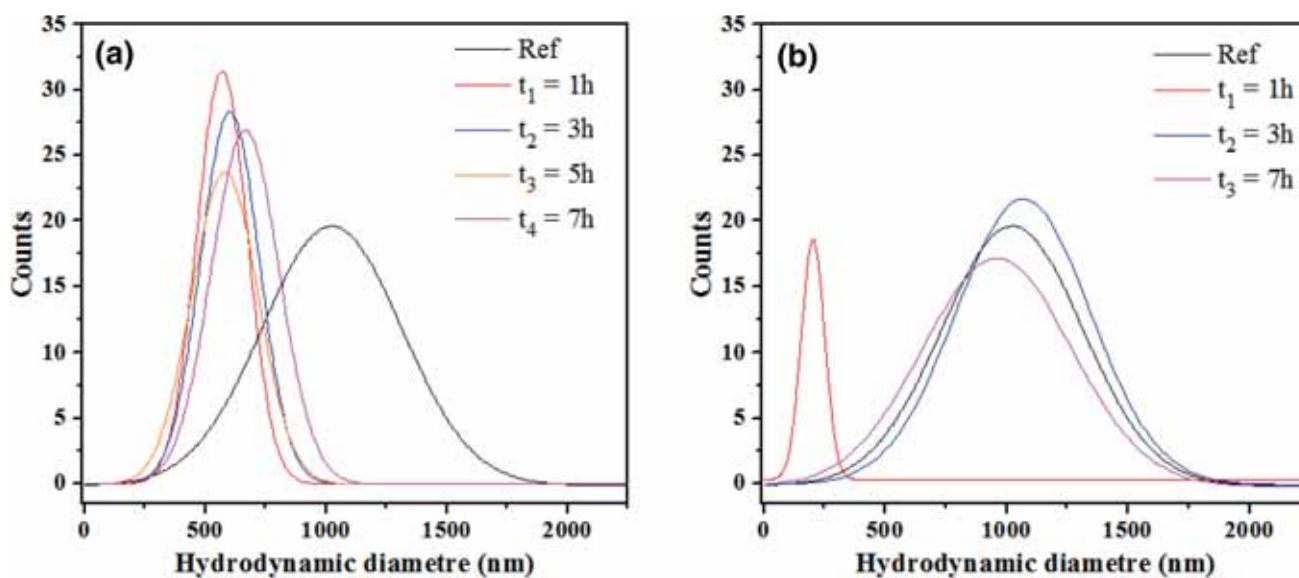 (a)
Ref
t₁ = 1h
t₂ = 3h
t₃ = 5h
t₄ = 7h
35
30
25
20
15
10
5
0
Counts
0 500 1000 1500 2000
Hydrodynamic diametre (nm)
(b)
Ref
t₁ = 1h
t₂ = 3h
t₃ = 7h
35
30
25
20
15
10
5
0
Counts
0 500 1000 1500 2000
Hydrodynamic diametre (nm)